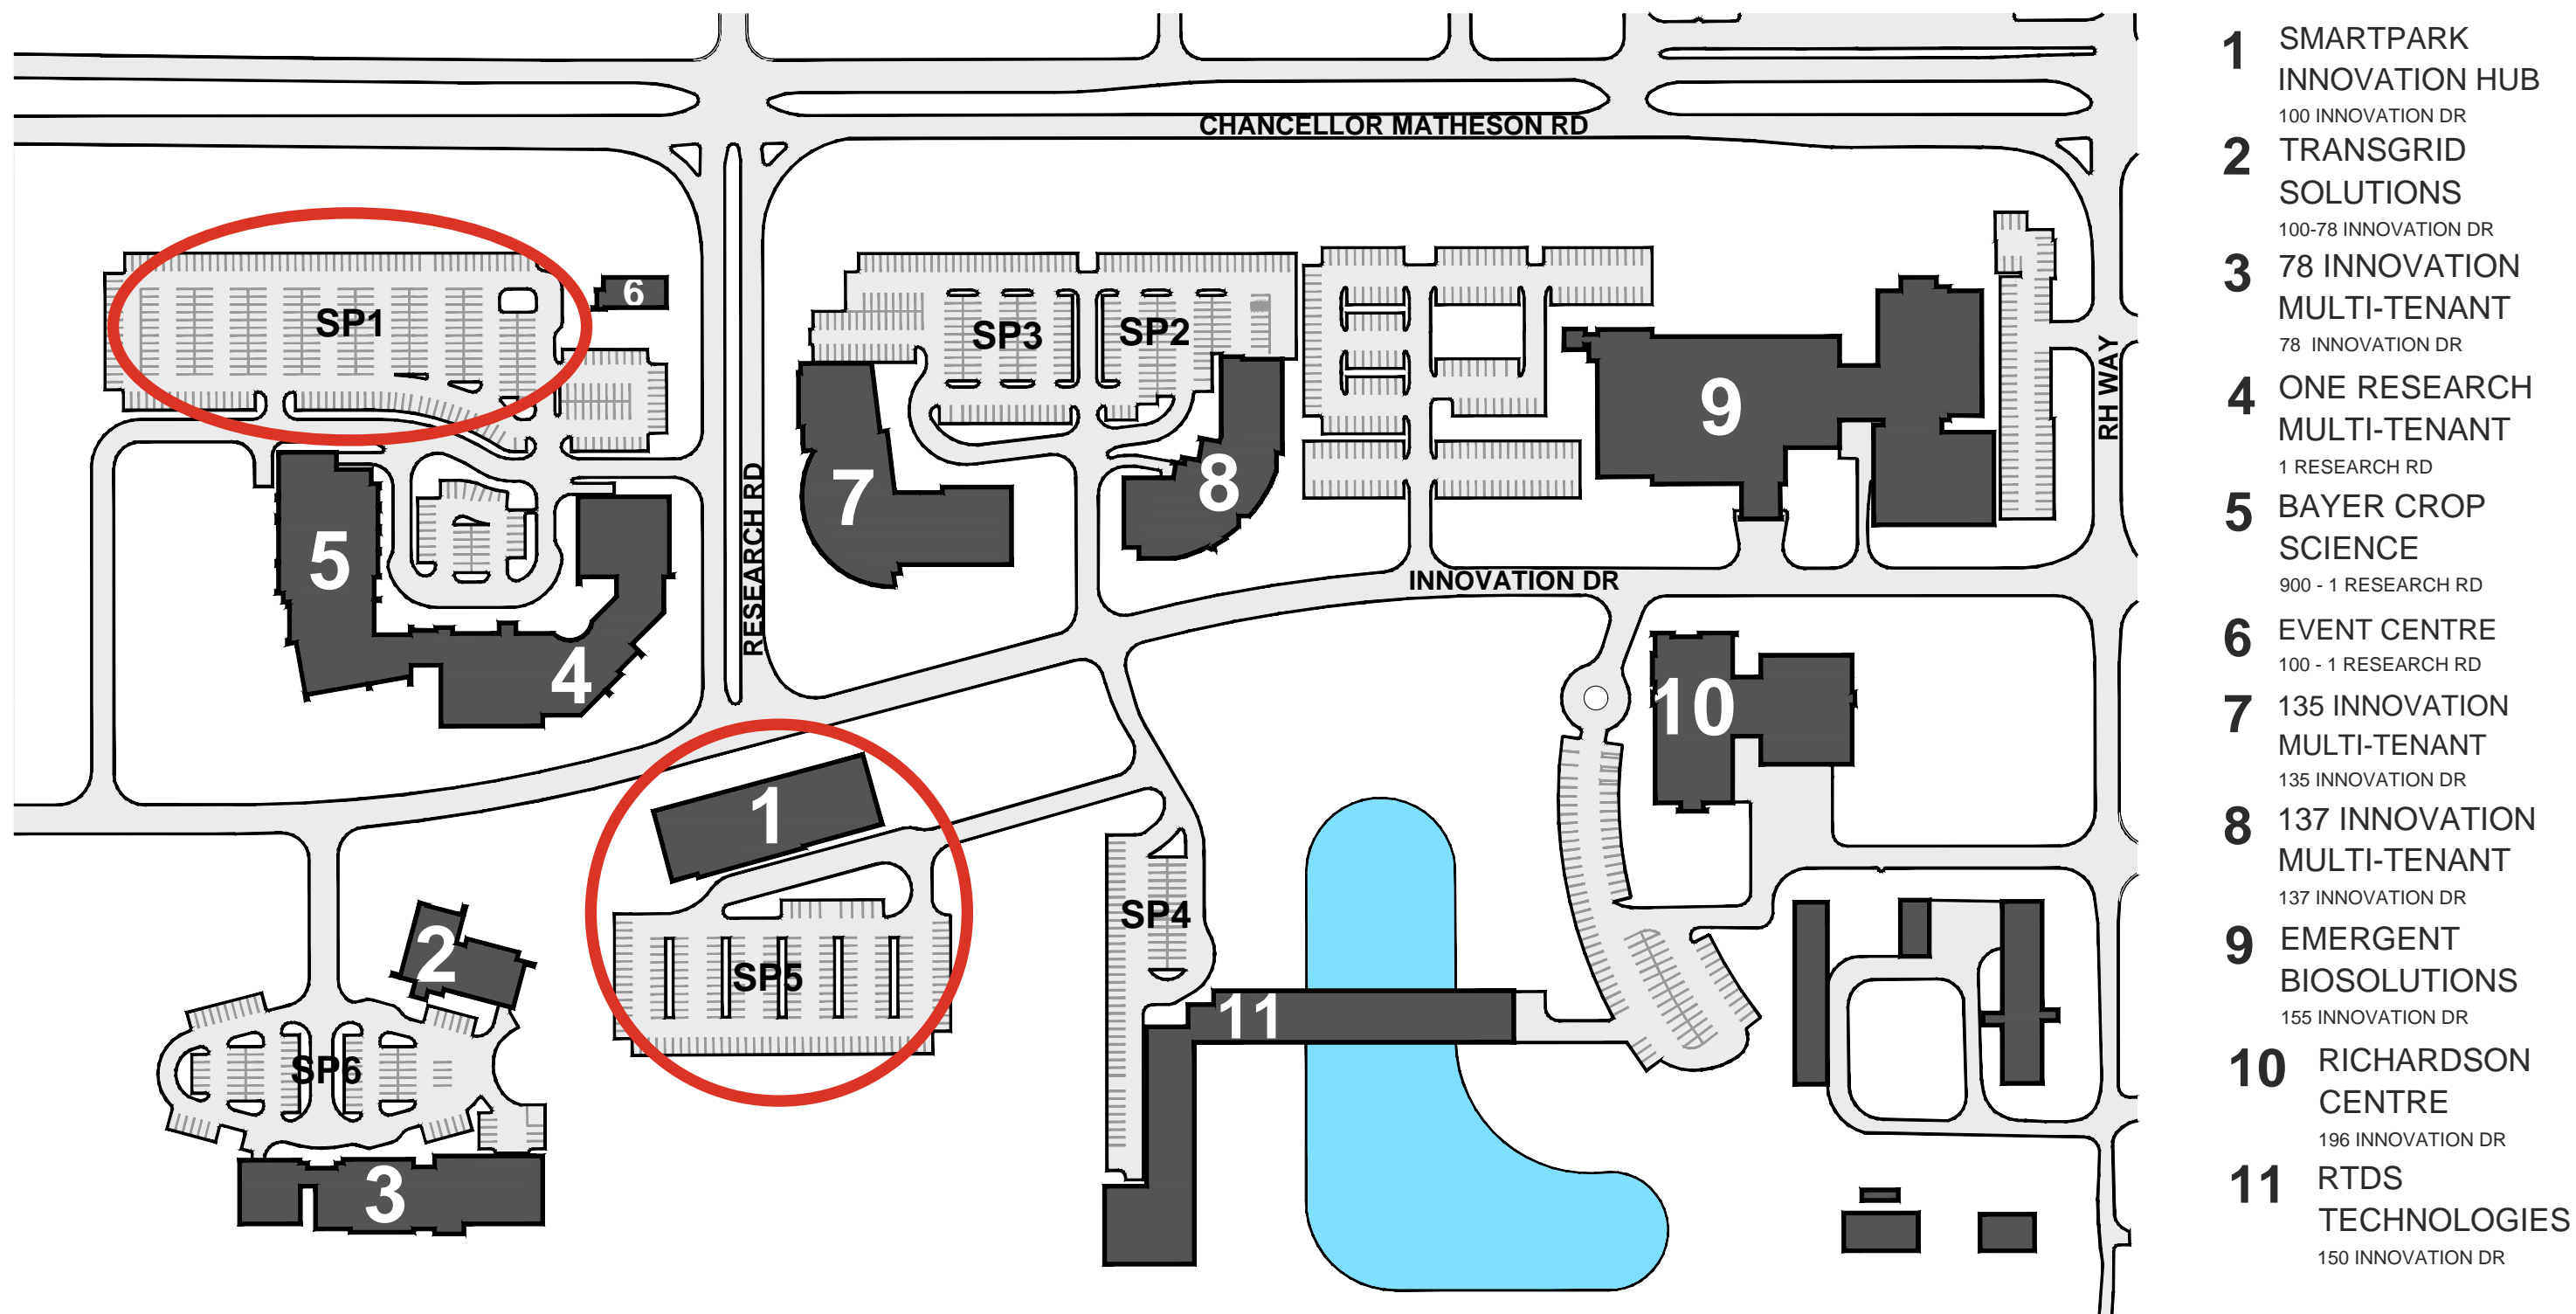 CHANCELLOR MATHESON RD
6
SP1
SP3
SP2
9
RH WAY
7
8
5
RESEARCH RD
INNOVATION DR
4
10
1
SP4
2
SP5
11
SP6
3
1 SMARTPARK
INNOVATION HUB
100 INNOVATION DR
2 TRANSGRID
SOLUTIONS
100-78 INNOVATION DR
3 78 INNOVATION
MULTI-TENANT
78 INNOVATION DR
4 ONE RESEARCH
MULTI-TENANT
1 RESEARCH RD
5 BAYER CROP
SCIENCE
900 - 1 RESEARCH RD
6 EVENT CENTRE
100 - 1 RESEARCH RD
7 135 INNOVATION
MULTI-TENANT
135 INNOVATION DR
8 137 INNOVATION
MULTI-TENANT
137 INNOVATION DR
9 EMERGENT
BIOSOLUTIONS
155 INNOVATION DR
10 RICHARDSON
CENTRE
196 INNOVATION DR
11 RTDS
TECHNOLOGIES
150 INNOVATION DR